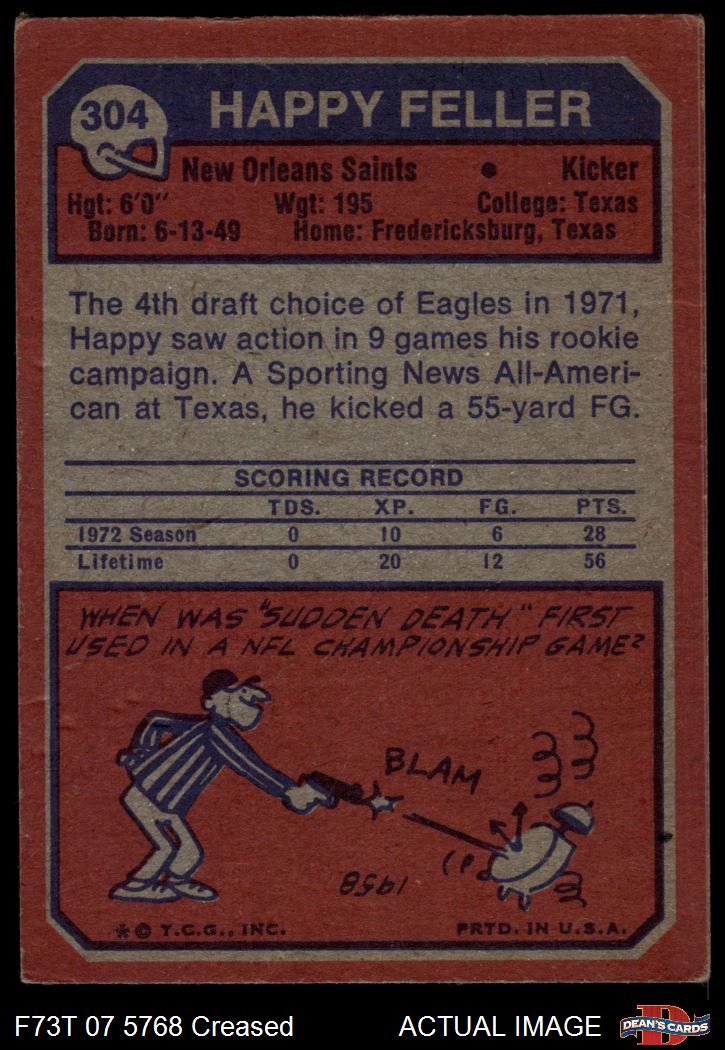 304 HAPPY FELLER
New Orleans Saints • Kicker
Hgt: 6'0" Wgt: 195 College: Texas
Born: 6-13-49 Home: Fredericksburg, Texas
The 4th draft choice of Eagles in 1971,
Happy saw action in 9 games his rookie
campaign. A Sporting News All-Ameri-
can at Texas, he kicked a 55-yard FG.
SCORING RECORD
TDS. XP. FG. PTS.
1972 Season 0 10 6 28
Lifetime 0 20 12 56
WHEN WAS "SUDDEN DEATH" FIRST
USED IN A NFL CHAMPIONSHIP GAME?
BLAM
1958
* © T.C.G., INC. PRTD. IN U.S.A.
F73T 07 5768 Creased ACTUAL IMAGE
D
DEAN'S CARDS